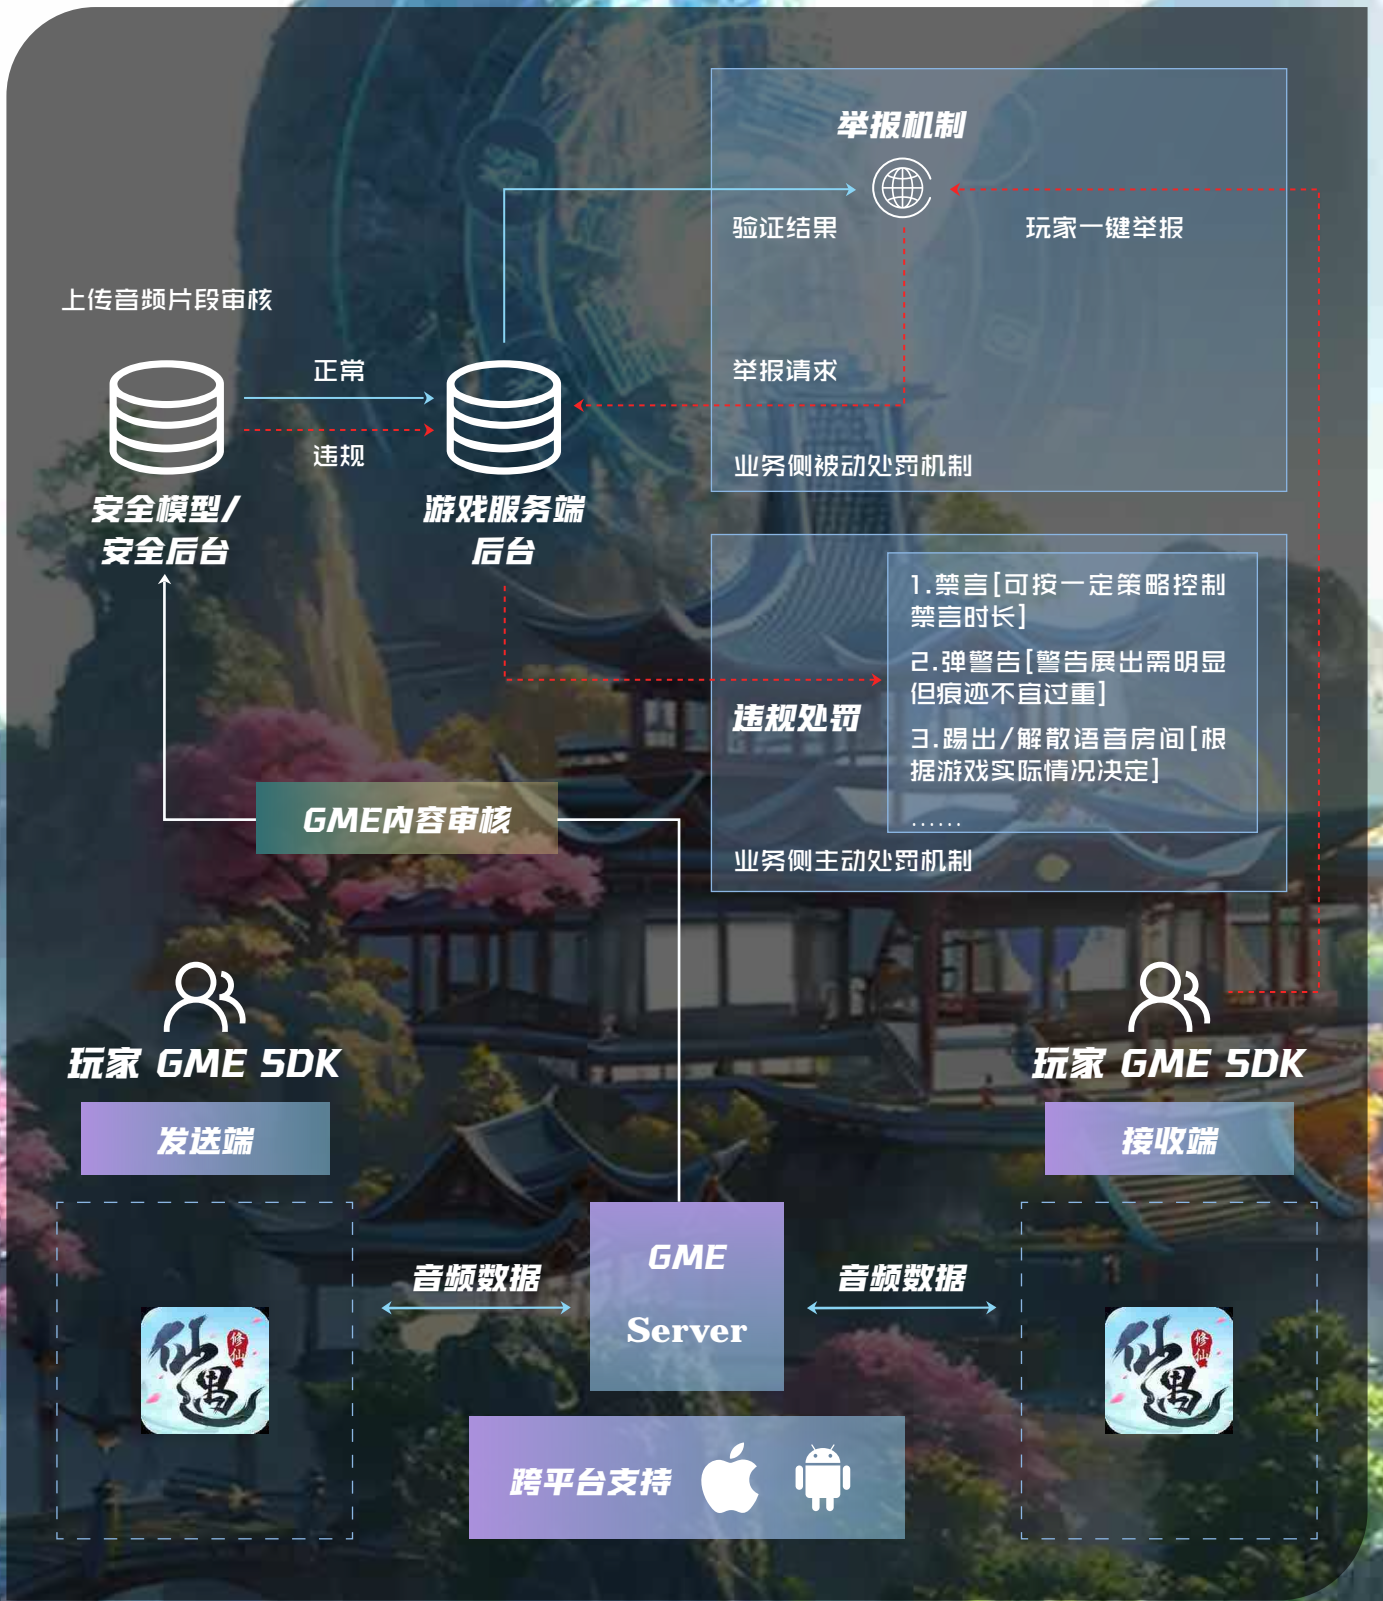 举报机制
验证结果
玩家一键举报
上传音频片段审核
正常
举报请求
违规
业务侧被动处罚机制
安全模型/
安全后台
游戏服务端
后台
1.禁言[可按一定策略控制
禁言时长]
2.弹警告[警告展出需明显
但痕迹不宜过重]
违规处罚
3.踢出/解散语音房间[根
据游戏实际情况决定]
......
GME内容审核
业务侧主动处罚机制
玩家 GME SDK
玩家 GME SDK
发送端
接收端
GME
Server
音频数据
音频数据
仙遇
修仙
仙遇
修仙
跨平台支持